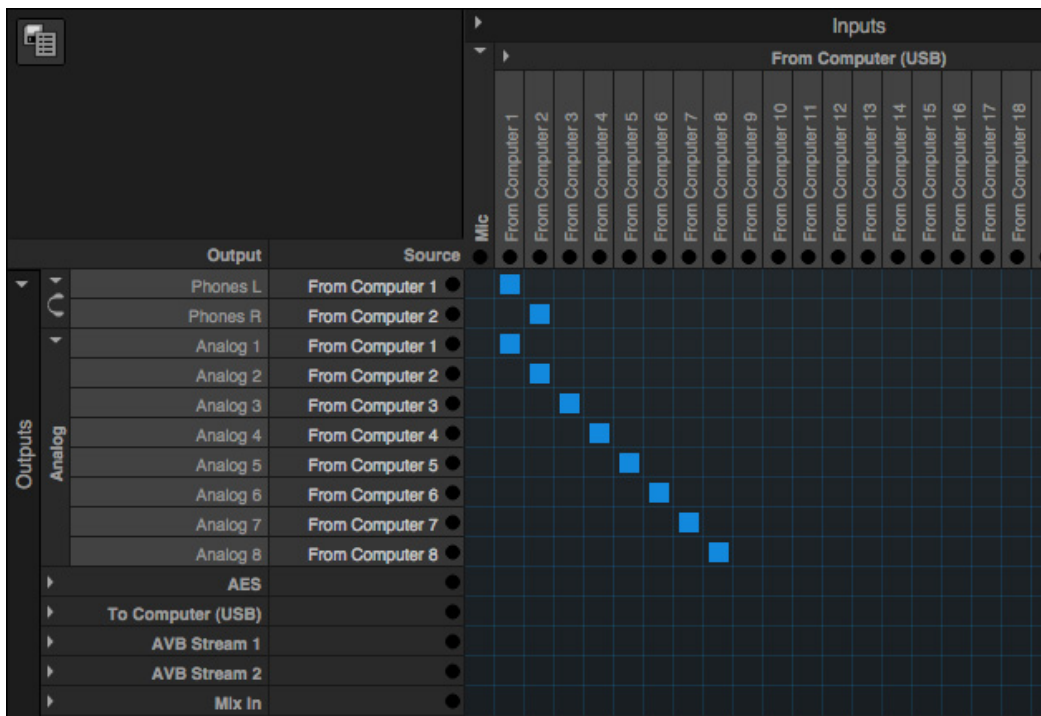 Inputs
From Computer (USB)
Mic
From Computer 1
From Computer 2
From Computer 3
From Computer 4
From Computer 5
From Computer 6
From Computer 7
From Computer 8
From Computer 9
From Computer 10
From Computer 11
From Computer 12
From Computer 13
From Computer 14
From Computer 15
From Computer 16
From Computer 17
From Computer 18
Output Source
Outputs
Analog
Phones L From Computer 1
Phones R From Computer 2
Analog 1 From Computer 1
Analog 2 From Computer 2
Analog 3 From Computer 3
Analog 4 From Computer 4
Analog 5 From Computer 5
Analog 6 From Computer 6
Analog 7 From Computer 7
Analog 8 From Computer 8
AES
To Computer (USB)
AVB Stream 1
AVB Stream 2
Mix In